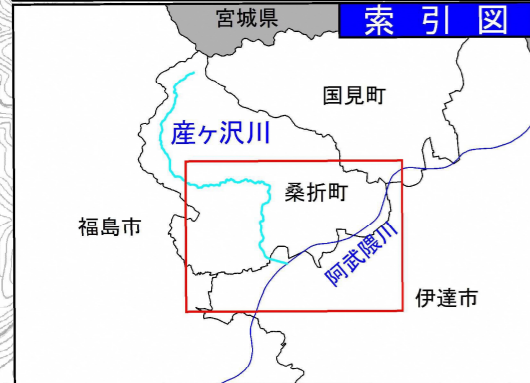 宮城県
索引図
国見町
産ヶ沢川
桑折町
福島市
阿武隈川
伊達市